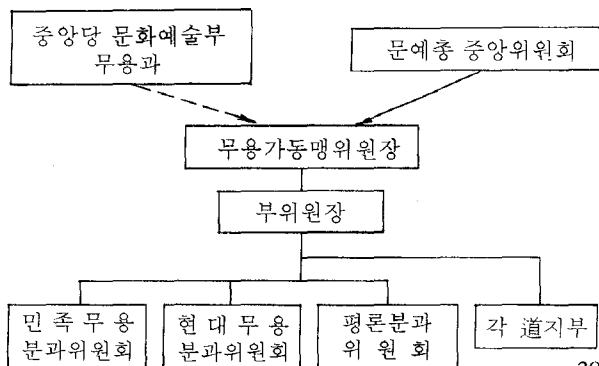 중앙당 문화예술부
무용과
문예총 중앙위원회
무용가동맹위원장
부위원장
민족무용
분과위원회
현대무용
분과위원회
평론분과
위원회
각 道지부